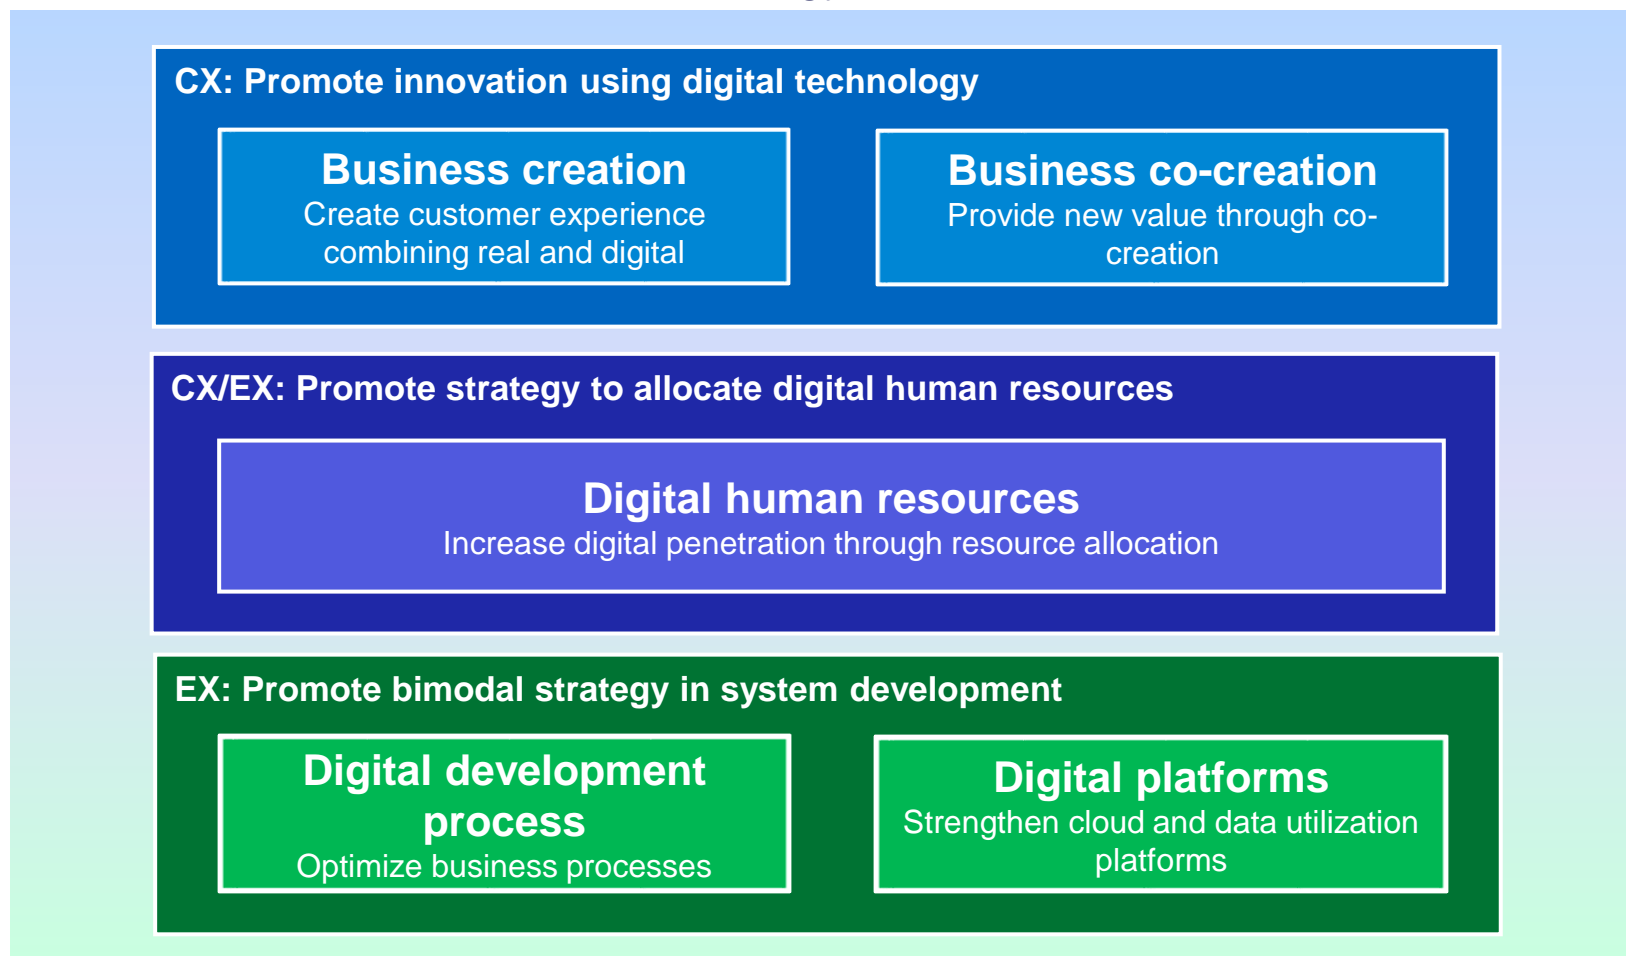 CX: Promote innovation using digital technology
Business creation
Create customer experience
combining real and digital
Business co-creation
Provide new value through co-
creation
CX/EX: Promote strategy to allocate digital human resources
Digital human resources
Increase digital penetration through resource allocation
EX: Promote bimodal strategy in system development
Digital development
process
Optimize business processes
Digital platforms
Strengthen cloud and data utilization
platforms